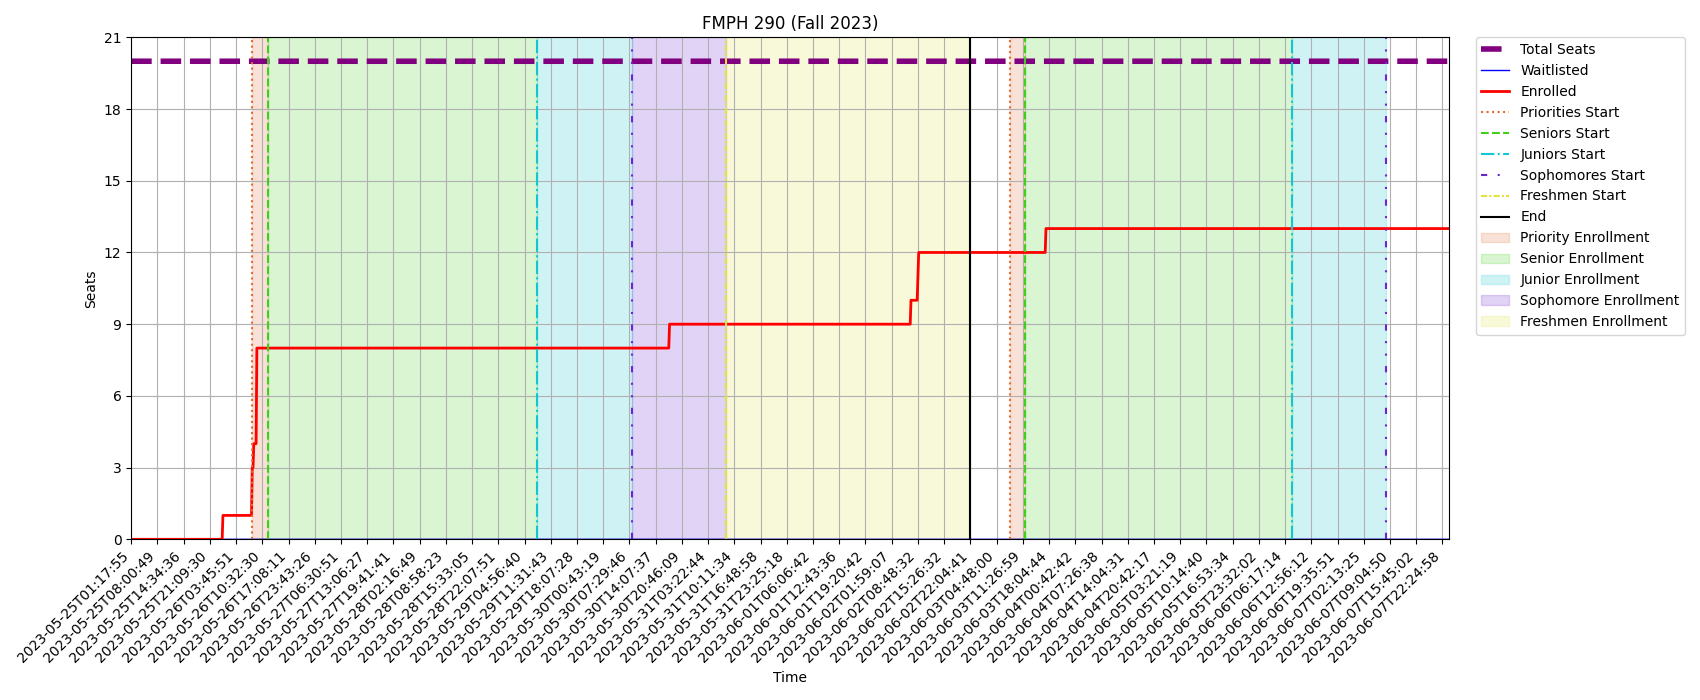 FMPH 290 (Fall 2023)
21
18
15
12
9
6
3
0
Seats
Total Seats
Waitlisted
Enrolled
Priorities Start
Seniors Start
Juniors Start
Sophomores Start
Freshmen Start
End
Priority Enrollment
Senior Enrollment
Junior Enrollment
Sophomore Enrollment
Freshmen Enrollment
2023-05-25T01:17:55
2023-05-25T08:00:49
2023-05-25T14:34:36
2023-05-25T21:09:30
2023-05-26T03:45:51
2023-05-26T10:32:30
2023-05-26T17:08:11
2023-05-26T23:43:26
2023-05-27T06:30:51
2023-05-27T13:06:27
2023-05-27T19:41:41
2023-05-28T02:16:49
2023-05-28T08:58:23
2023-05-28T15:33:05
2023-05-28T22:07:51
2023-05-29T04:56:40
2023-05-29T11:31:43
2023-05-29T18:07:28
2023-05-30T00:43:19
2023-05-30T07:29:46
2023-05-30T14:07:37
2023-05-30T20:46:09
2023-05-31T03:22:44
2023-05-31T10:11:34
2023-05-31T16:48:58
2023-05-31T23:25:18
2023-06-01T06:06:42
2023-06-01T12:43:36
2023-06-01T19:20:42
2023-06-02T01:59:07
2023-06-02T08:48:32
2023-06-02T15:26:32
2023-06-02T22:04:41
2023-06-03T04:48:00
2023-06-03T11:26:59
2023-06-03T18:04:44
2023-06-04T00:42:42
2023-06-04T07:26:38
2023-06-04T14:04:31
2023-06-04T20:42:17
2023-06-05T03:21:19
2023-06-05T10:14:40
2023-06-05T16:53:34
2023-06-05T23:32:02
2023-06-06T06:17:14
2023-06-06T12:56:12
2023-06-06T19:35:51
2023-06-07T02:13:25
2023-06-07T09:04:50
2023-06-07T15:45:02
2023-06-07T22:24:58
Time